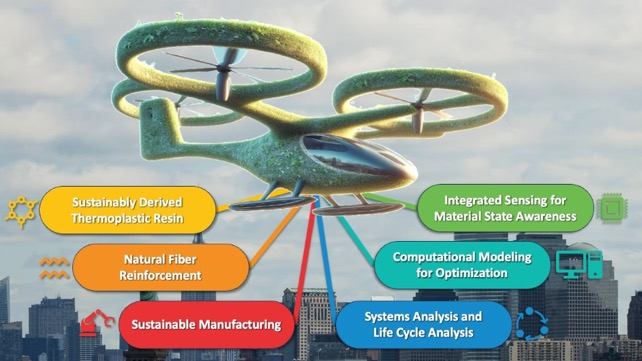 Sustainably Derived
Thermoplastic Resin
Natural Fiber
Reinforcement
Sustainable Manufacturing
Integrated Sensing for
Material State Awareness
Computational Modeling
for Optimization
Systems Analysis and
Life Cycle Analysis